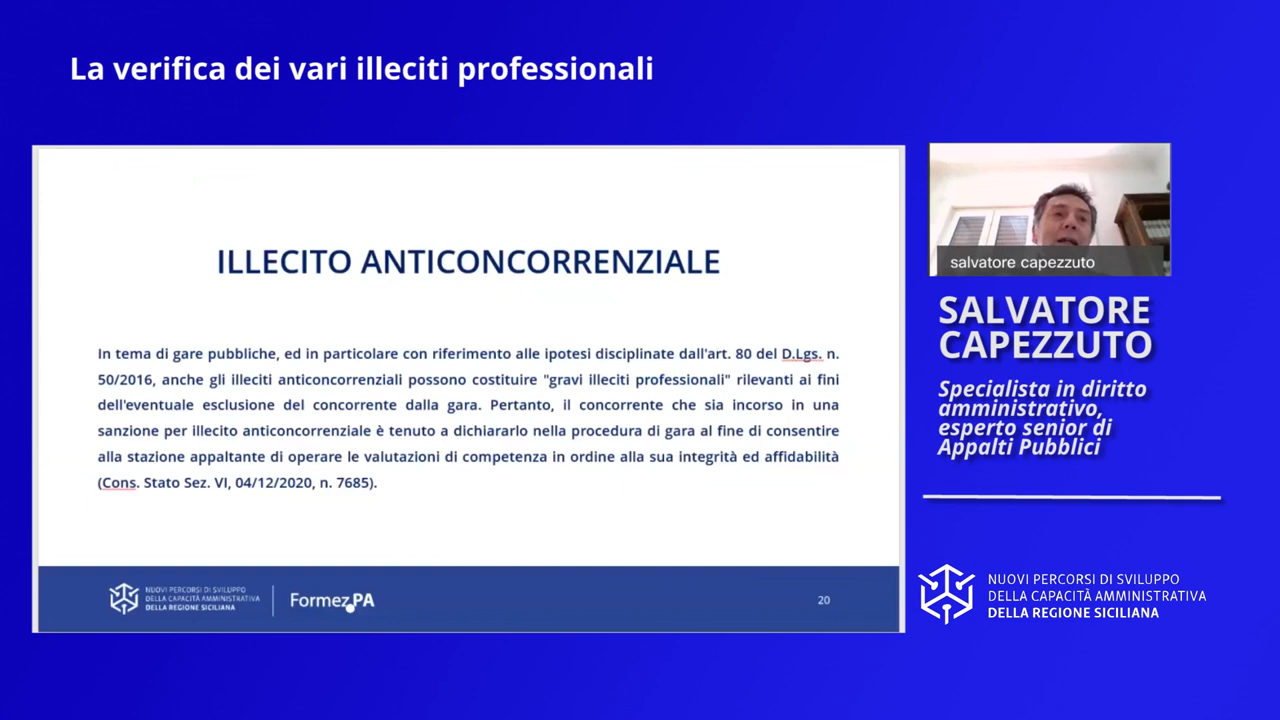 La verifica dei vari illeciti professionali
ILLECITO ANTICONCORRENZIALE
In tema di gare pubbliche, ed in particolare con riferimento alle ipotesi disciplinate dall'art. 80 del D.Lgs. n.
50/2016, anche gli illeciti anticoncorrenziali possono costituire "gravi illeciti professionali" rilevanti ai fini
dell'eventuale esclusione del concorrente dalla gara. Pertanto, il concorrente che sia incorso in una
sanzione per illecito anticoncorrenziale è tenuto a dichiararlo nella procedura di gara al fine di consentire
alla stazione appaltante di operare le valutazioni di competenza in ordine alla sua integrità ed affidabilità
(Cons. Stato Sez. VI, 04/12/2020, n. 7685).
NUOVI PERCORSI DI SVILUPPO
DELLA CAPACITÀ AMMINISTRATIVA
DELLA REGIONE SICILIANA
Formez PA
20
salvatore capezzuto
SALVATORE
CAPEZZUTO
Specialista in diritto
amministrativo,
esperto senior di
Appalti Pubblici
NUOVI PERCORSI DI SVILUPPO
DELLA CAPACITÀ AMMINISTRATIVA
DELLA REGIONE SICILIANA